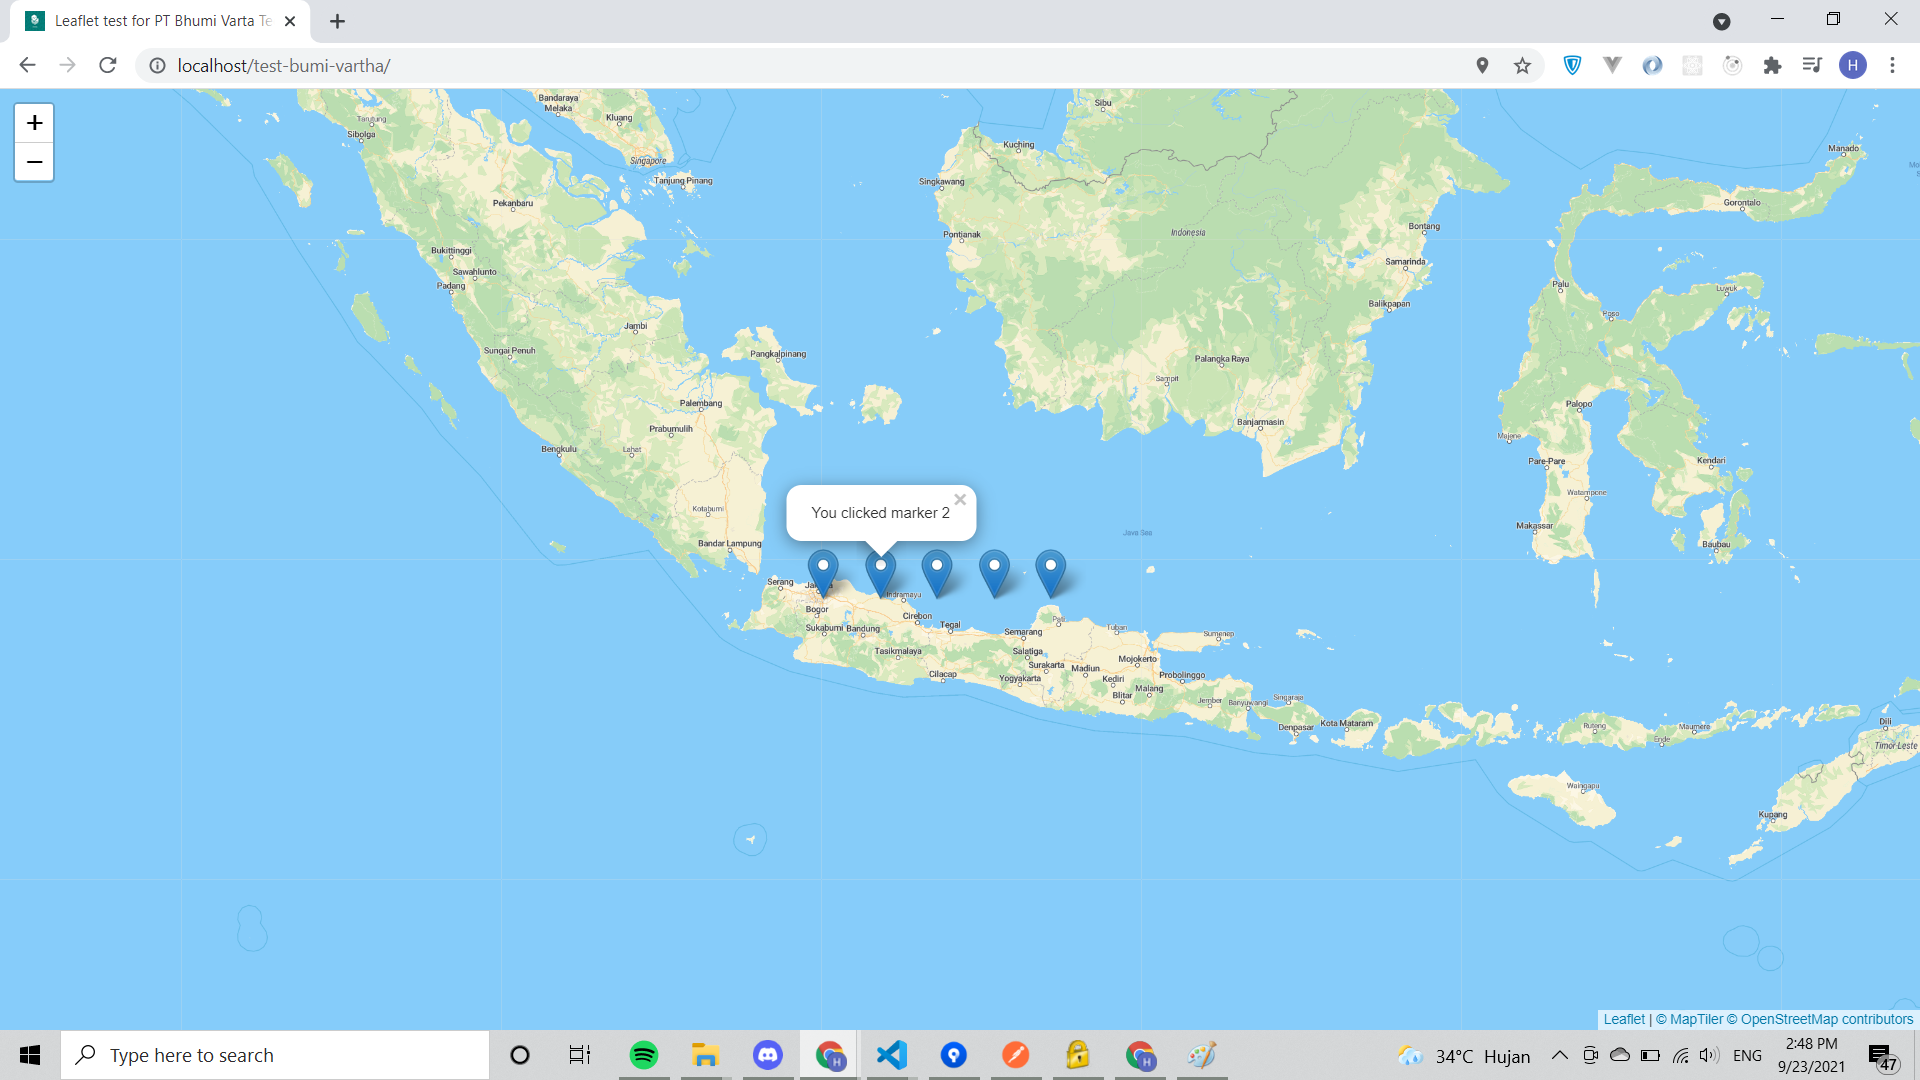 Leaflet test for PT Bhumi Varta Te
localhost/test-bumi-vartha/
H
+
−
Bandaraya
Melaka
Kluang
Sibu
Tarutung
Sibolga
Singapore
Kuching
Manado
Tanjung Pinang
Singkawang
Pekanbaru
Gorontalo
Pontianak
Indonesia
Bontang
Bukittinggi
Samarinda
Sawahlunto
Padang
Palu
Luwuk
Balikpapan
Poso
Jambi
Sungai Penuh
Pangkalpinang
Palangka Raya
Sampit
Palembang
Palopo
Prabumulih
Banjarmasin
Majene
Bengkulu
Lahat
Pare-Pare
Kendari
Watampone
Kotabumi
You clicked marker 2
×
Makassar
Java Sea
Bandar Lampung
Baubau
Serang
Indramayu
Bogor
Cirebon
Pati
Sukabumi
Bandung
Tegal
Semarang
Tuban
Sumenep
Tasikmalaya
Salatiga
Surakarta
Madiun
Mojokerto
Cilacap
Yogyakarta
Kediri
Probolinggo
Blitar
Malang
Jember
Banyuwangi
Singaraja
Denpasar
Kota Mataram
Ruteng
Ende
Maumere
Dili
Timor-Leste
Waingapu
Kupang
Leaflet | © MapTiler © OpenStreetMap contributors
Type here to search
34°C Hujan
ENG
2:48 PM
9/23/2021
47